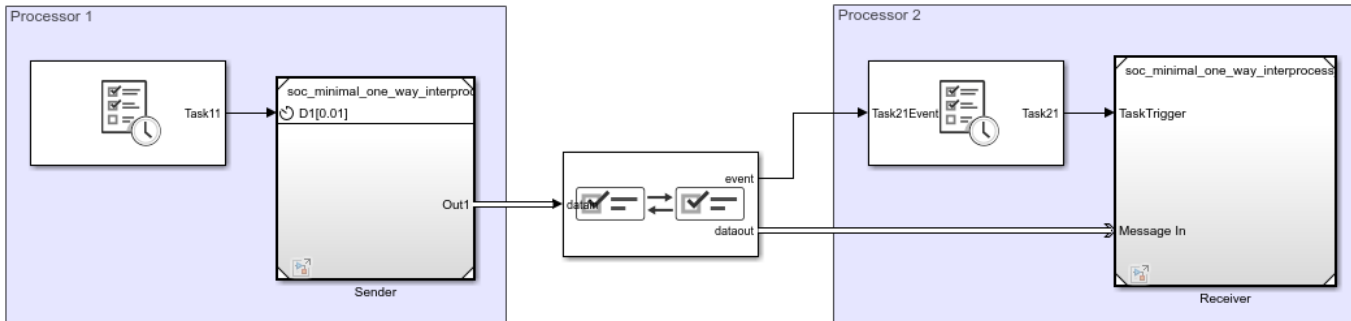 Processor 1
Task11
soc_minimal_one_way_interproc
D1[0.01]
Out1
Sender
datain
event
dataout
Processor 2
Task21Event
Task21
soc_minimal_one_way_interprocess
TaskTrigger
Message In
Receiver